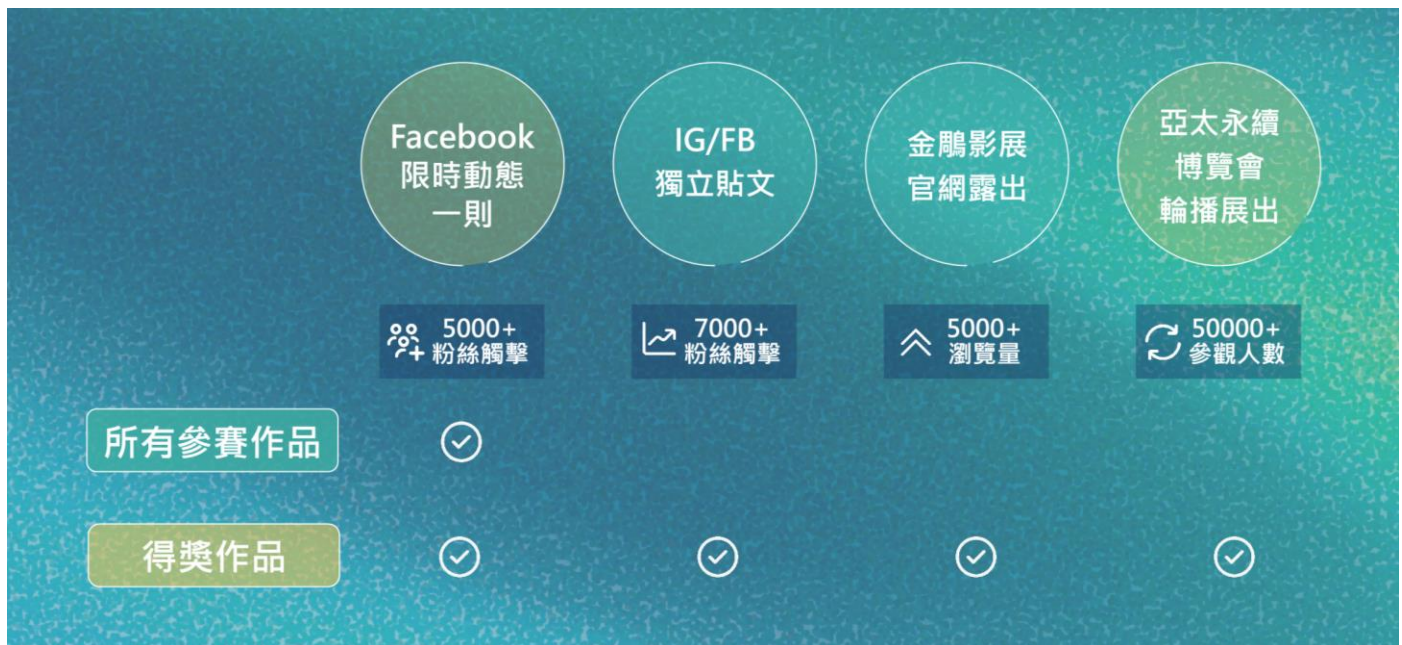 Facebook
限時動態
一則
IG/FB
獨立貼文
金鵰影展
官網露出
亞太永續
博覽會
輪播展出
5000+
粉絲觸擊
7000+
粉絲觸擊
5000+
瀏覽量
50000+
參觀人數
所有參賽作品
得獎作品